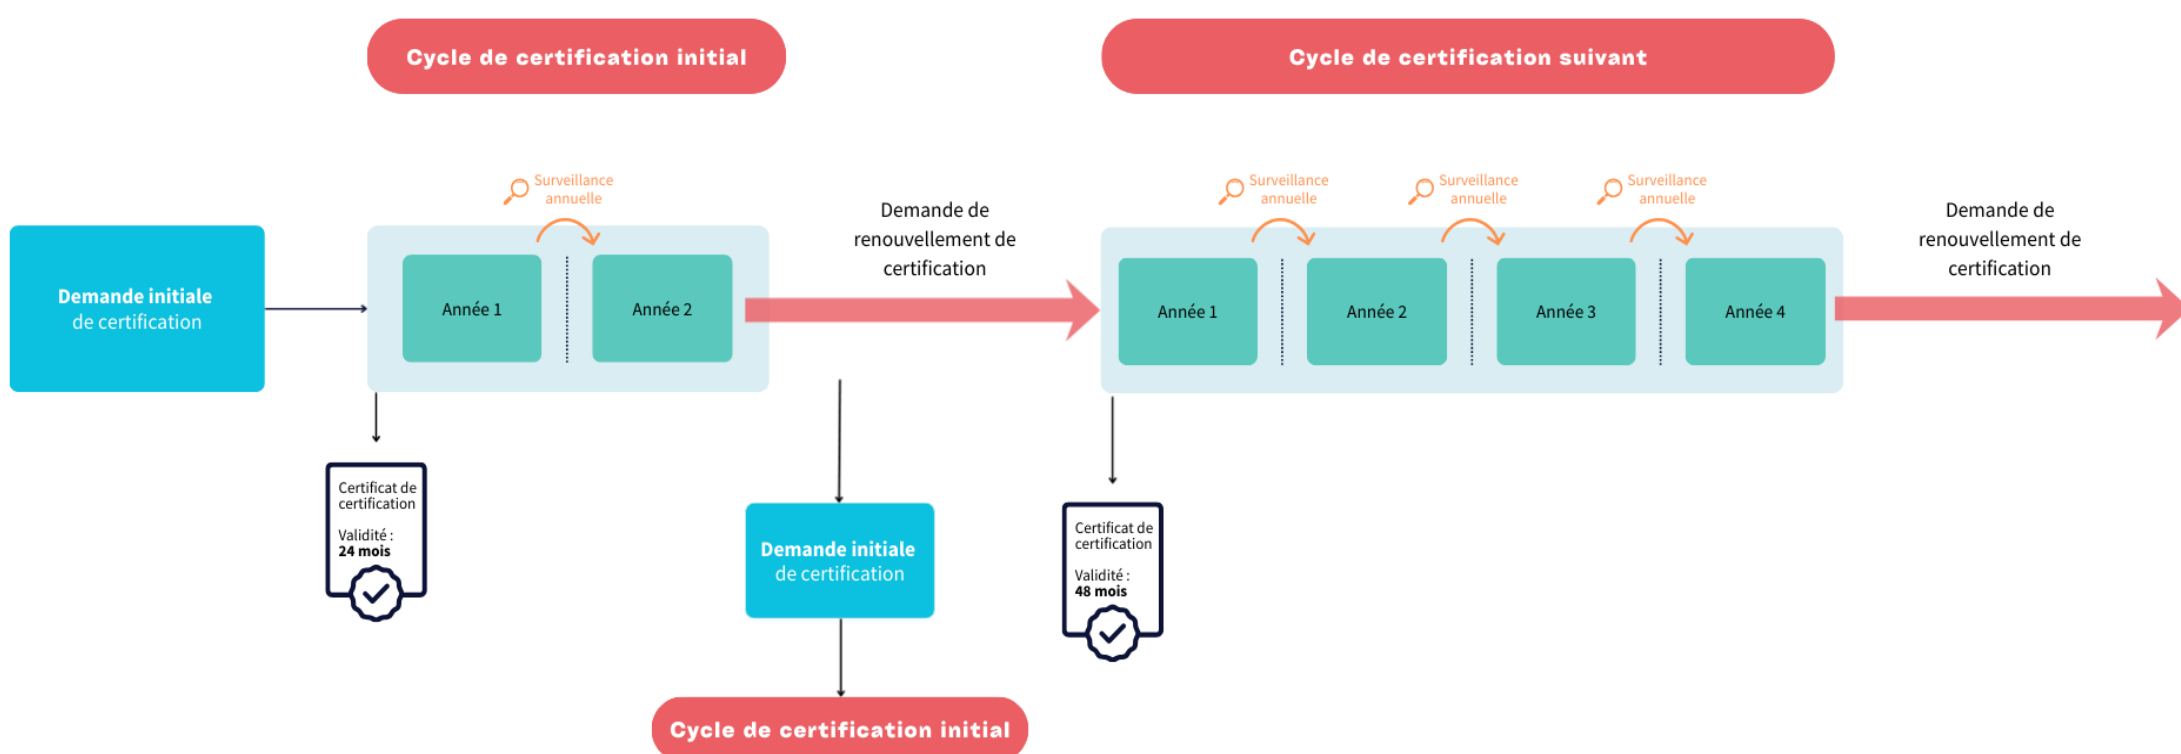 Cycle de certification initial
Cycle de certification suivant
Surveillance
annuelle
Surveillance
annuelle
Surveillance
annuelle
Surveillance
annuelle
Demande initiale
de certification
Année 1
Année 2
Demande de
renouvellement de
certification
Année 1
Année 2
Année 3
Année 4
Demande de
renouvellement de
certification
Certificat de
certification
Validité :
24 mois
Demande initiale
de certification
Certificat de
certification
Validité :
48 mois
Cycle de certification initial